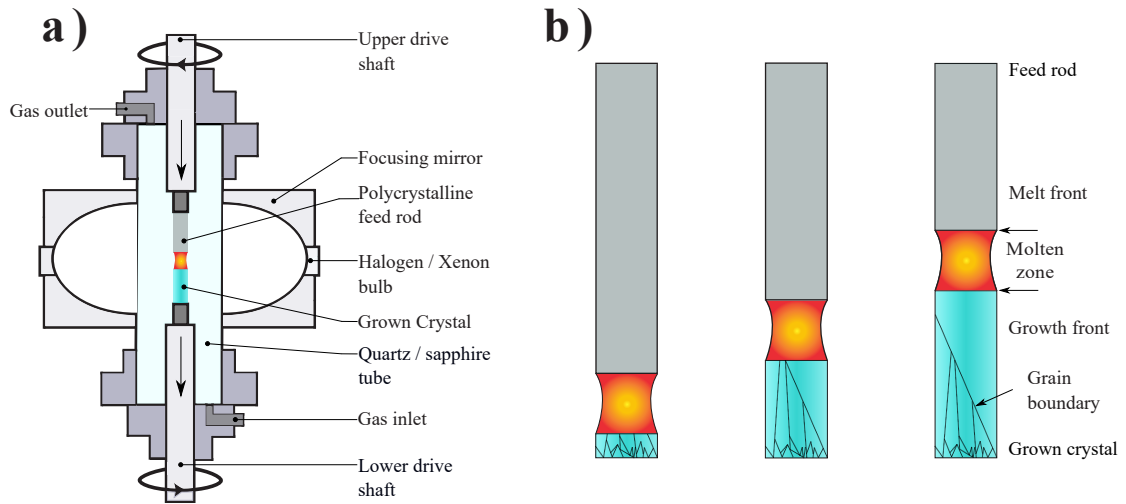 a)
Upper drive
shaft
Gas outlet
Focusing mirror
Polycrystalline
feed rod
Halogen / Xenon
bulb
Grown Crystal
Quartz / sapphire
tube
Gas inlet
Lower drive
shaft
b)
Feed rod
Melt front
Molten
zone
Growth front
Grain
boundary
Grown crystal